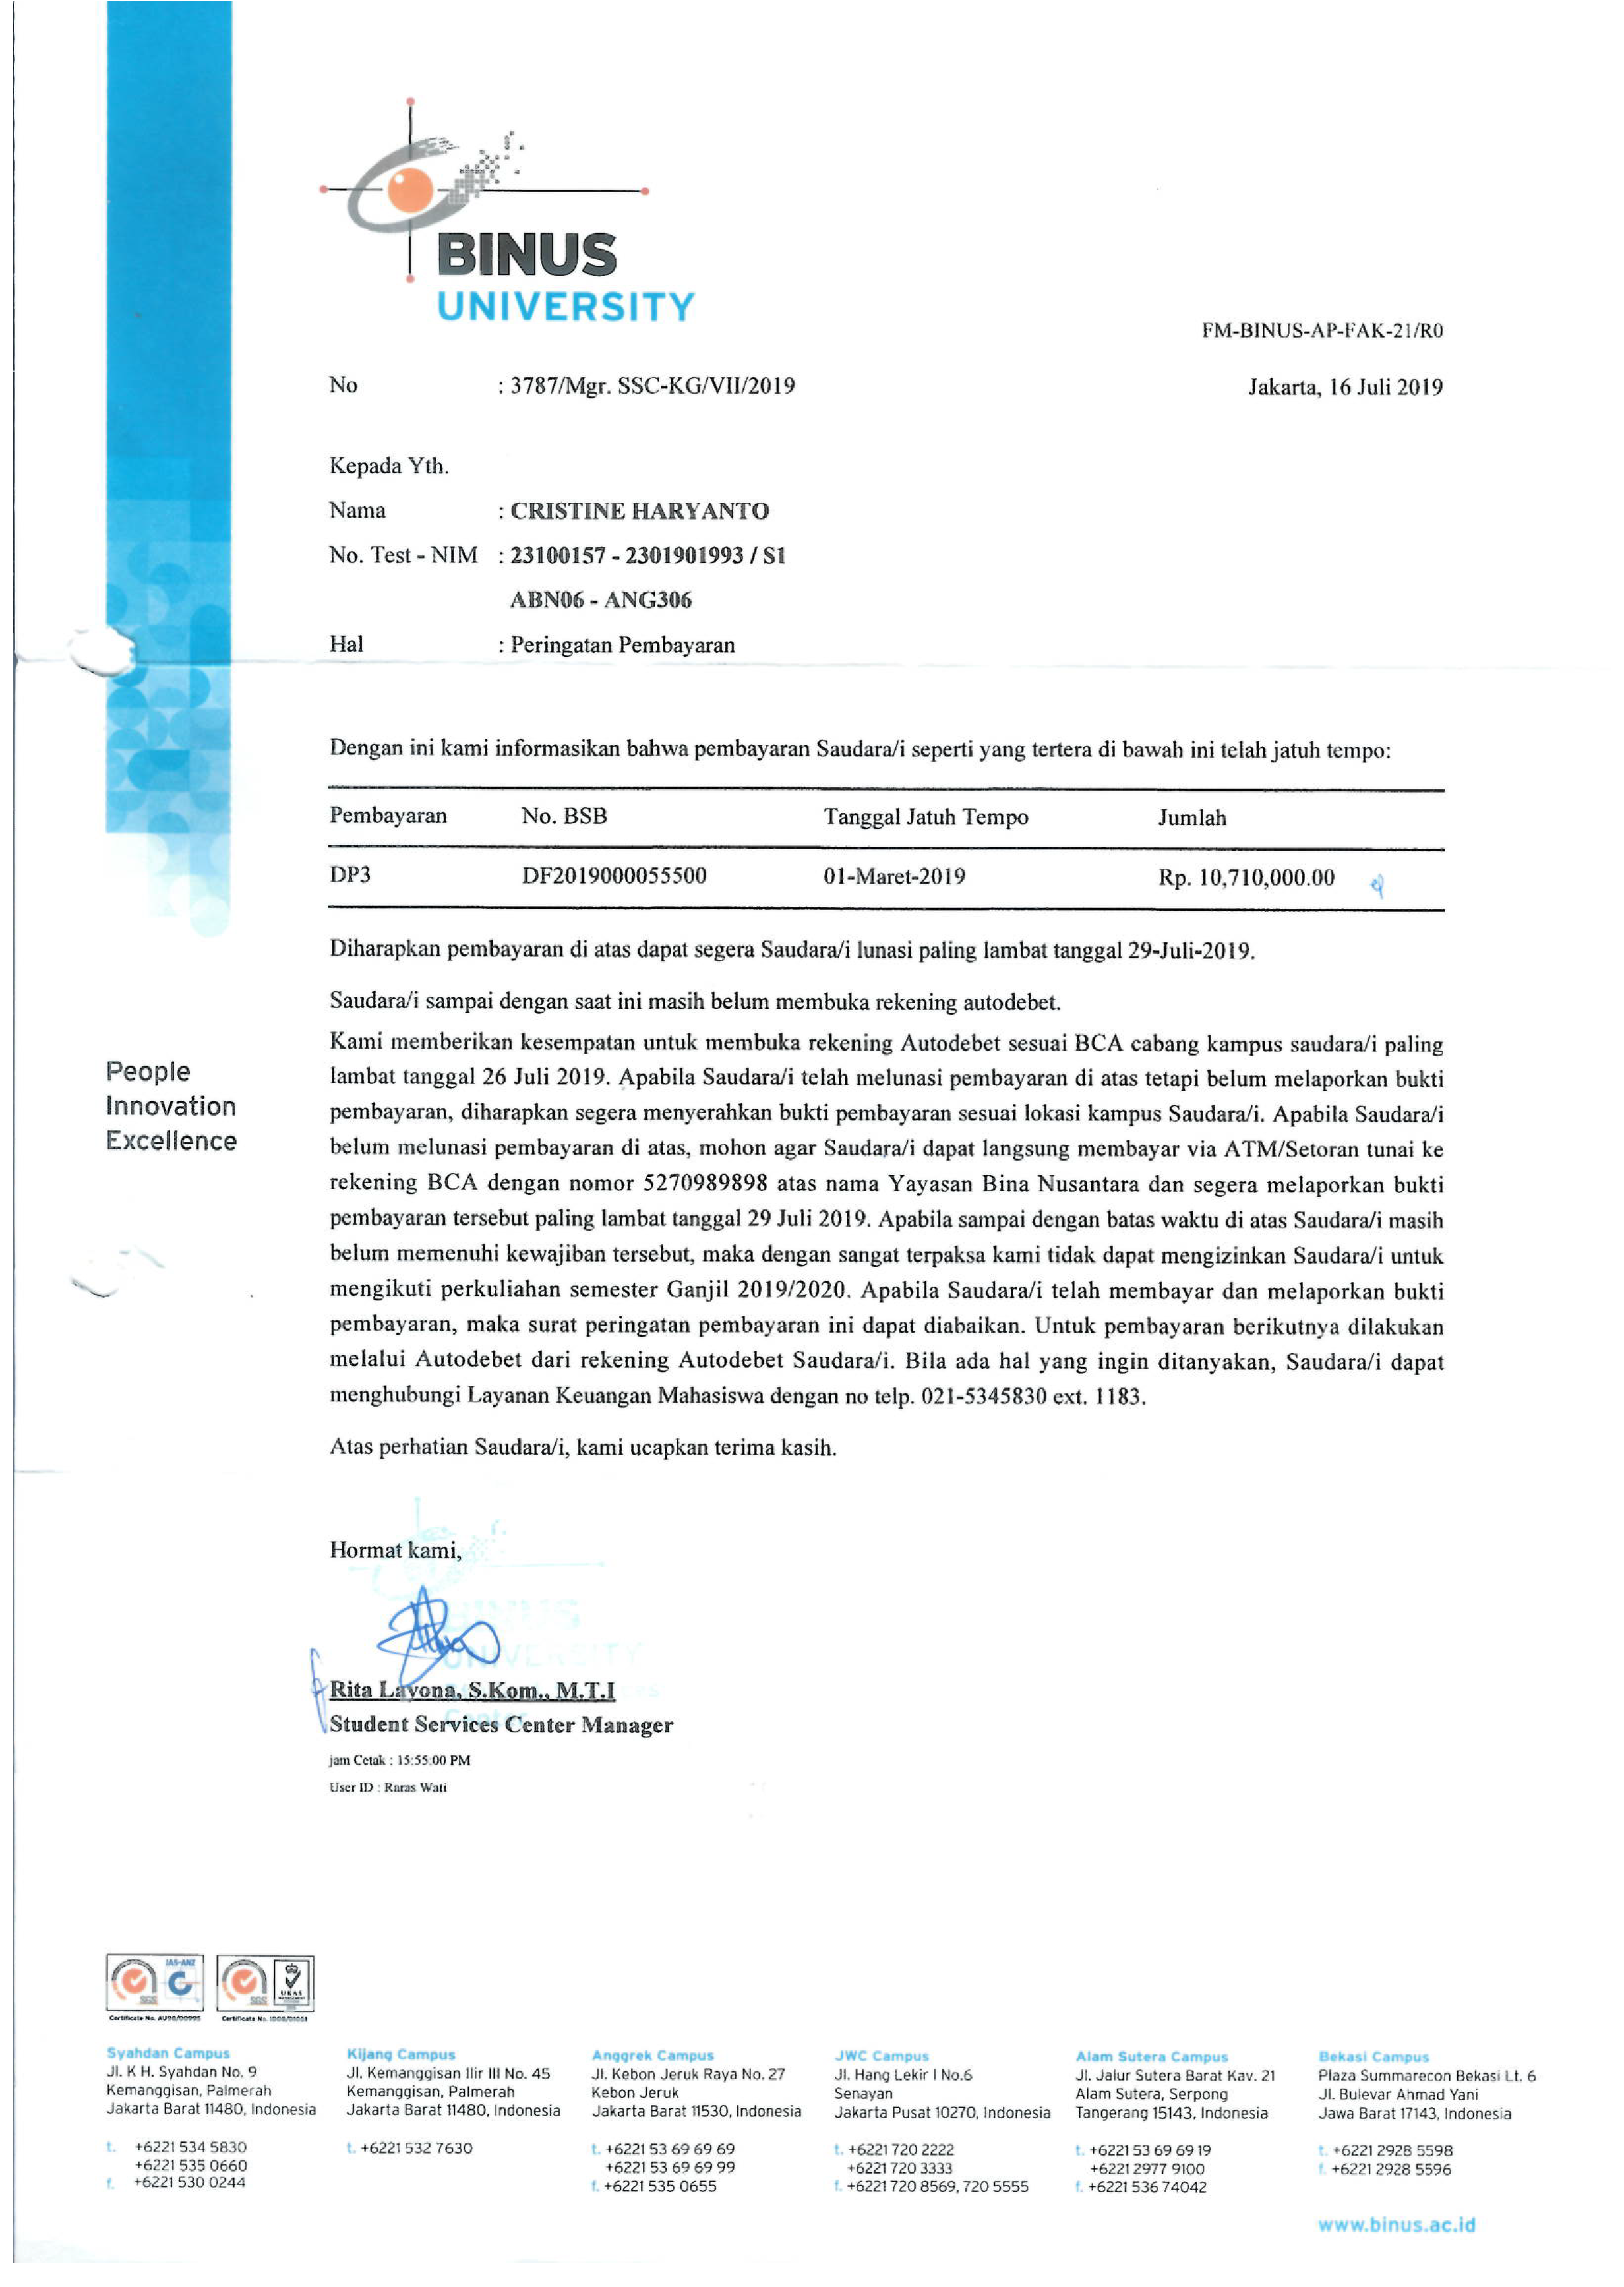 BINUS
UNIVERSITY
FM-BINUS-AP-FAK-21/R0
No : 3787/Mgr. SSC-KG/VII/2019
Jakarta, 16 Juli 2019
Kepada Yth.
Nama : CRISTINE HARYANTO
No. Test - NIM : 23100157 - 2301901993 / S1
ABN06 - ANG306
Hal : Peringatan Pembayaran
Dengan ini kami informasikan bahwa pembayaran Saudara/i seperti yang tertera di bawah ini telah jatuh tempo:
Pembayaran No. BSB Tanggal Jatuh Tempo Jumlah
DP3 DF2019000055500 01-Maret-2019 Rp. 10,710,000.00
Diharapkan pembayaran di atas dapat segera Saudara/i lunasi paling lambat tanggal 29-Juli-2019.
Saudara/i sampai dengan saat ini masih belum membuka rekening autodebet.
Kami memberikan kesempatan untuk membuka rekening Autodebet sesuai BCA cabang kampus saudara/i paling
lambat tanggal 26 Juli 2019. Apabila Saudara/i telah melunasi pembayaran di atas tetapi belum melaporkan bukti
pembayaran, diharapkan segera menyerahkan bukti pembayaran sesuai lokasi kampus Saudara/i. Apabila Saudara/i
belum melunasi pembayaran di atas, mohon agar Saudara/i dapat langsung membayar via ATM/Setoran tunai ke
rekening BCA dengan nomor 5270989898 atas nama Yayasan Bina Nusantara dan segera melaporkan bukti
pembayaran tersebut paling lambat tanggal 29 Juli 2019. Apabila sampai dengan batas waktu di atas Saudara/i masih
belum memenuhi kewajiban tersebut, maka dengan sangat terpaksa kami tidak dapat mengizinkan Saudara/i untuk
mengikuti perkuliahan semester Ganjil 2019/2020. Apabila Saudara/i telah membayar dan melaporkan bukti
pembayaran, maka surat peringatan pembayaran ini dapat diabaikan. Untuk pembayaran berikutnya dilakukan
melalui Autodebet dari rekening Autodebet Saudara/i. Bila ada hal yang ingin ditanyakan, Saudara/i dapat
menghubungi Layanan Keuangan Mahasiswa dengan no telp. 021-5345830 ext. 1183.
People
Innovation
Excellence
Atas perhatian Saudara/i, kami ucapkan terima kasih.
Hormat kami,
BINUS
UNIVERSITY
Rita Lavona, S.Kom., M.T.I
Student Services Center Manager
jam Cetak : 15:55:00 PM
User ID : Raras Wati
JAS-ANZ
SGS
UKAS
SGS
Certificate No. AU98/00995
Certificate No.
Syahdan Campus
Jl. K H. Syahdan No. 9
Kemanggisan, Palmerah
Jakarta Barat 11480, Indonesia
t. +6221 534 5830
+6221 535 0660
f. +6221 530 0244
Kijang Campus
Jl. Kemanggisan Ilir III No. 45
Kemanggisan, Palmerah
Jakarta Barat 11480, Indonesia
t. +6221 532 7630
Anggrek Campus
Jl. Kebon Jeruk Raya No. 27
Kebon Jeruk
Jakarta Barat 11530, Indonesia
t. +6221 53 69 69 69
+6221 53 69 69 99
f. +6221 535 0655
JWC Campus
Jl. Hang Lekir I No.6
Senayan
Jakarta Pusat 10270, Indonesia
t. +6221 720 2222
+6221 720 3333
f. +6221 720 8569, 720 5555
Alam Sutera Campus
Jl. Jalur Sutera Barat Kav. 21
Alam Sutera, Serpong
Tangerang 15143, Indonesia
t. +6221 53 69 69 19
+6221 2977 9100
f. +6221 536 74042
Bekasi Campus
Plaza Summarecon Bekasi Lt. 6
Jl. Bulevar Ahmad Yani
Jawa Barat 17143, Indonesia
t. +6221 2928 5598
f. +6221 2928 5596
www.binus.ac.id